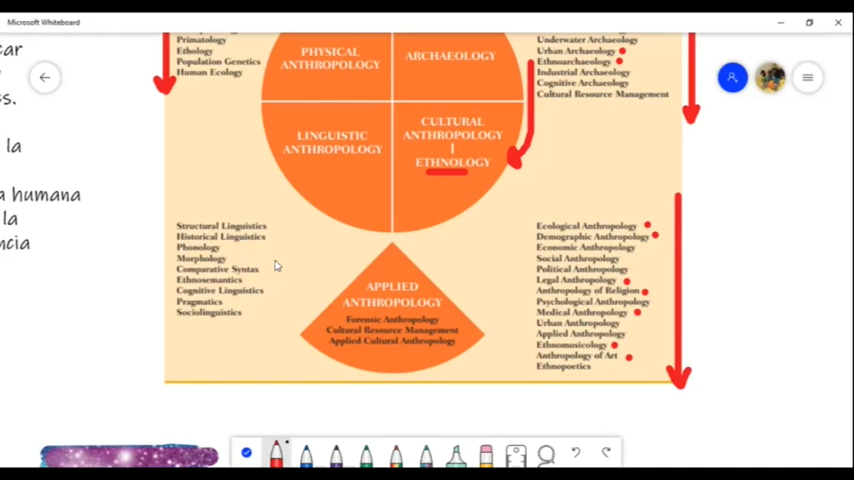 Microsoft Whiteboard
car
s.
la
a humana
la
ncia
Primatology
Ethology
Population Genetics
Human Ecology
PHYSICAL
ANTHROPOLOGY
ARCHAEOLOGY
Underwater Archaeology
Urban Archaeology
Ethnoarchaeology
Industrial Archaeology
Cognitive Archaeology
Cultural Resource Management
LINGUISTIC
ANTHROPOLOGY
CULTURAL
ANTHROPOLOGY
|
ETHNOLOGY
Structural Linguistics
Historical Linguistics
Phonology
Morphology
Comparative Syntax
Ethnosemantics
Cognitive Linguistics
Pragmatics
Sociolinguistics
APPLIED
ANTHROPOLOGY
Forensic Anthropology
Cultural Resource Management
Applied Cultural Anthropology
Ecological Anthropology
Demographic Anthropology
Economic Anthropology
Social Anthropology
Political Anthropology
Legal Anthropology
Anthropology of Religion
Psychological Anthropology
Medical Anthropology
Urban Anthropology
Applied Anthropology
Ethnomusicology
Anthropology of Art
Ethnopoetics